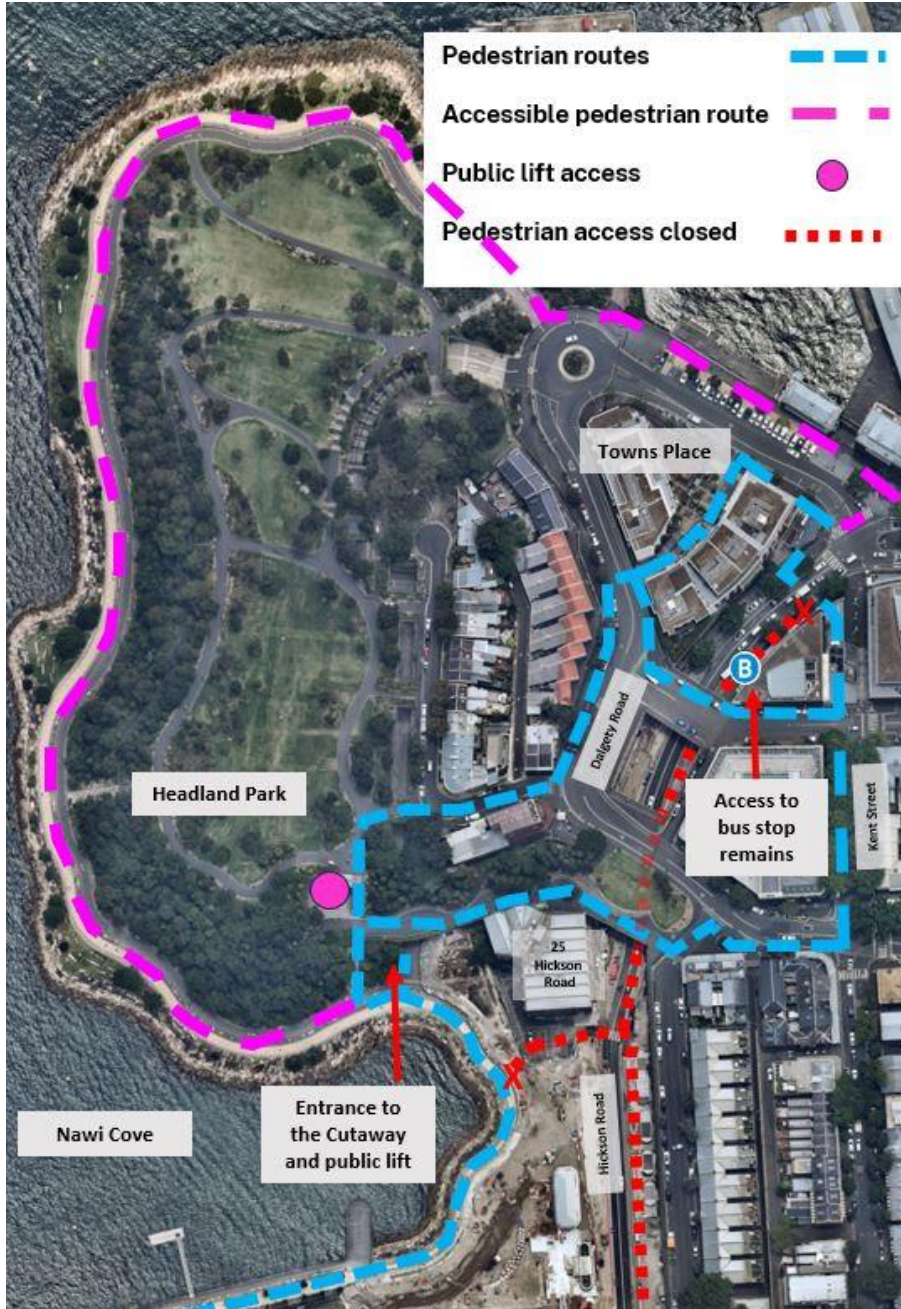 Pedestrian routes
Accessible pedestrian route
Public lift access
Pedestrian access closed
Towns Place
X
B
Dalgety Road
Headland Park
Access to
bus stop
remains
Kent Street
25
Hickson
Road
X
Entrance to
the Cutaway
and public lift
Hickson Road
Nawi Cove